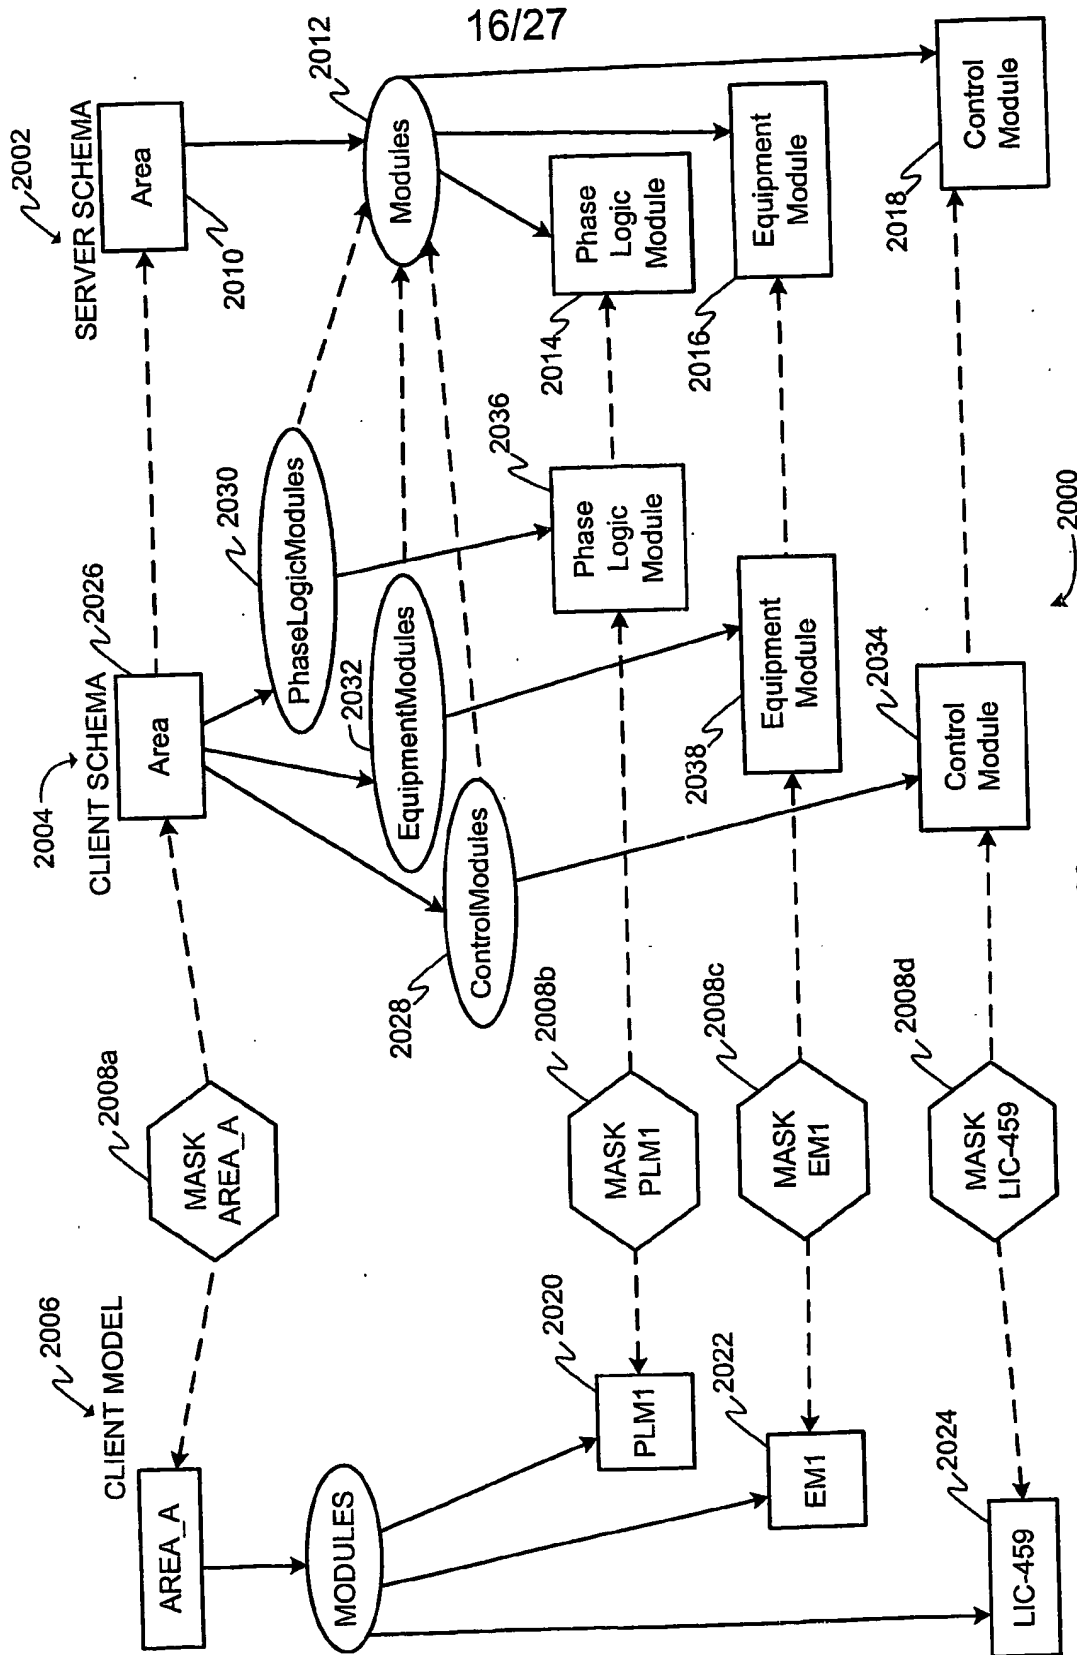 16/27
2006
CLIENT MODEL
2004
CLIENT SCHEMA
2002
SERVER SCHEMA
AREA_A
2008a
MASK
AREA_A
2026
Area
Area
2010
MODULES
2030
PhaseLogicModules
2032
EquipmentModules
2028
ControlModules
2012
Modules
2020
PLM1
2008b
MASK
PLM1
2036
Phase
Logic
Module
2014
Phase
Logic
Module
2022
EM1
2008c
MASK
EM1
2038
Equipment
Module
2016
Equipment
Module
2024
LIC-459
2008d
MASK
LIC-459
2034
Control
Module
2018
Control
Module
2000